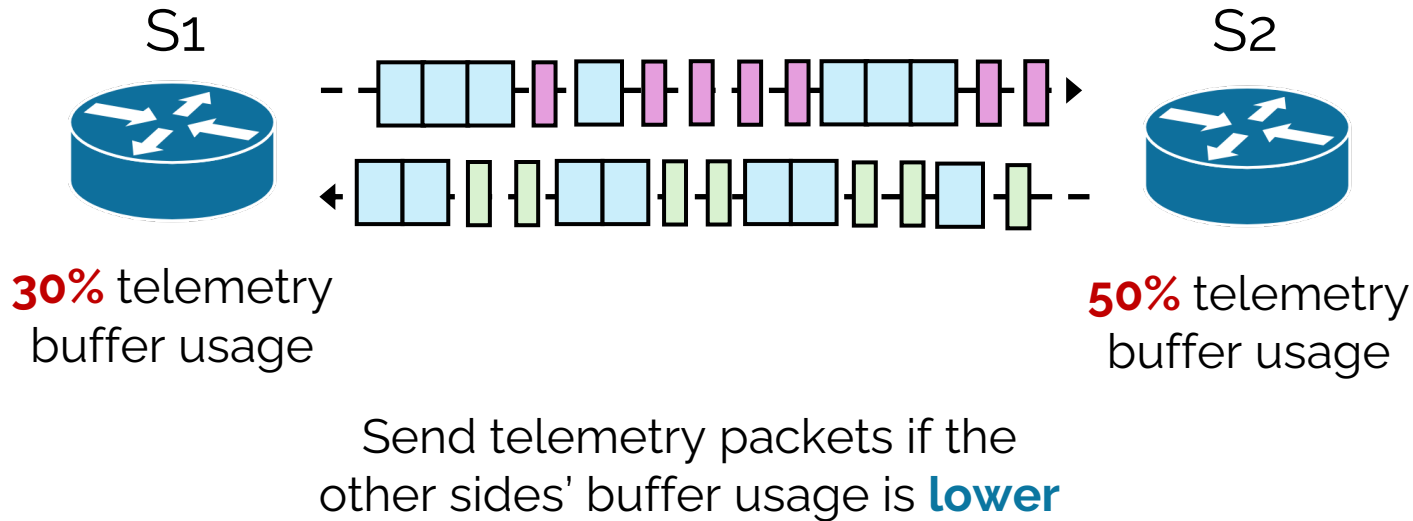 S1
S2
30% telemetry
buffer usage
50% telemetry
buffer usage
Send telemetry packets if the
other sides’ buffer usage is lower